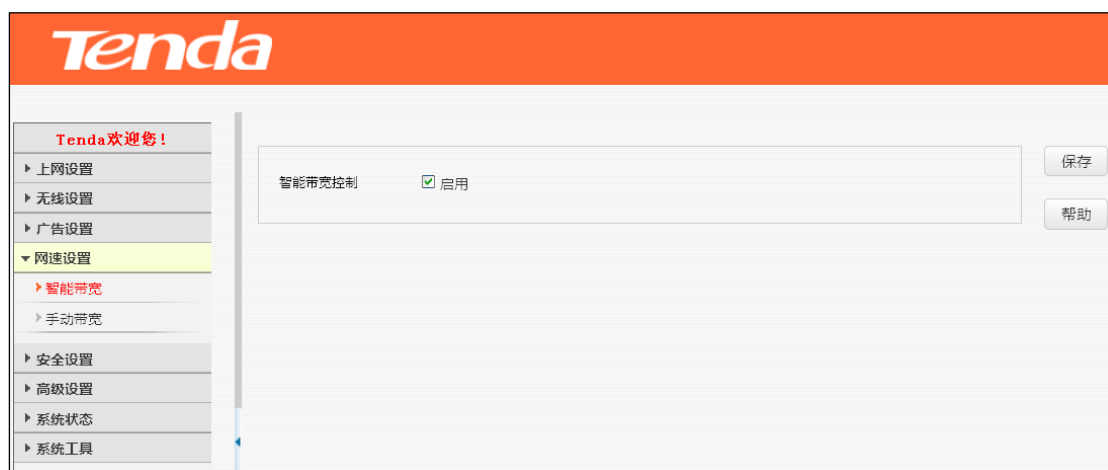 Tenda
Tenda欢迎您!
上网设置
无线设置
广告设置
网速设置
智能带宽
手动带宽
安全设置
高级设置
系统状态
系统工具
智能带宽控制 启用
保存
帮助